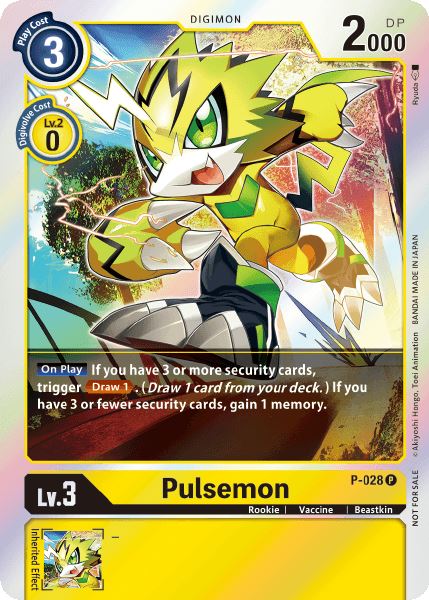 Play Cost
3
DIGIMON
DP
2000
Digivolve Cost
Lv.2
0
Ryuda
On Play If you have 3 or more security cards,
trigger Draw 1 . (Draw 1 card from your deck.) If you
have 3 or fewer security cards, gain 1 memory.
©Akiyoshi Hongo, Toei Animation BANDAI MADE IN JAPAN
NOT FOR SALE
P-028 P
Lv.3
Pulsemon
Rookie | Vaccine | Beastkin
Inherited Effect
–